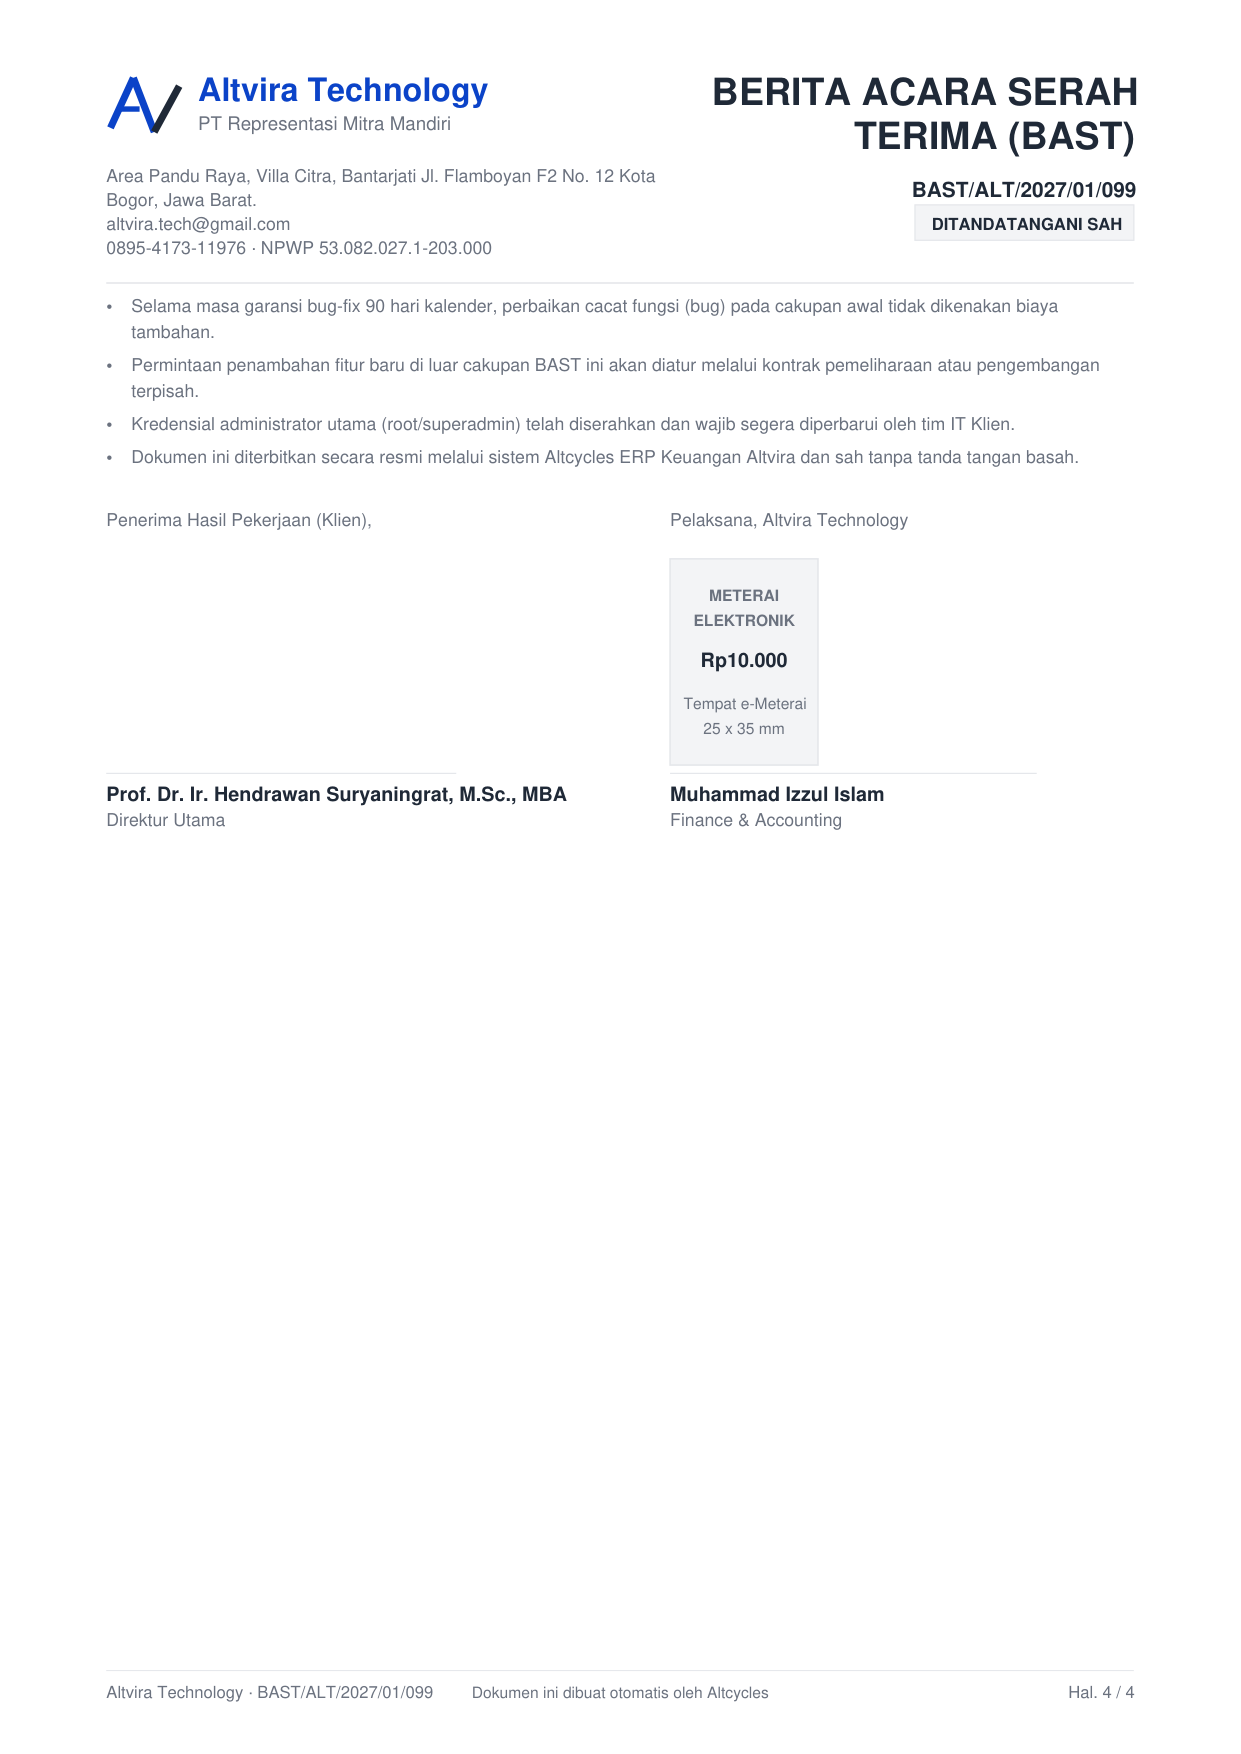 Altvira Technology
PT Representasi Mitra Mandiri
Area Pandu Raya, Villa Citra, Bantarjati Jl. Flamboyan F2 No. 12 Kota
Bogor, Jawa Barat.
altvira.tech@gmail.com
0895-4173-11976 · NPWP 53.082.027.1-203.000
BERITA ACARA SERAH
TERIMA (BAST)
BAST/ALT/2027/01/099
DITANDATANGANI SAH
• Selama masa garansi bug-fix 90 hari kalender, perbaikan cacat fungsi (bug) pada cakupan awal tidak dikenakan biaya
tambahan.
• Permintaan penambahan fitur baru di luar cakupan BAST ini akan diatur melalui kontrak pemeliharaan atau pengembangan
terpisah.
• Kredensial administrator utama (root/superadmin) telah diserahkan dan wajib segera diperbarui oleh tim IT Klien.
• Dokumen ini diterbitkan secara resmi melalui sistem Altcycles ERP Keuangan Altvira dan sah tanpa tanda tangan basah.
Penerima Hasil Pekerjaan (Klien),
Prof. Dr. Ir. Hendrawan Suryaningrat, M.Sc., MBA
Direktur Utama
Pelaksana, Altvira Technology
METERAI
ELEKTRONIK
Rp10.000
Tempat e-Meterai
25 x 35 mm
Muhammad Izzul Islam
Finance & Accounting
Altvira Technology · BAST/ALT/2027/01/099
Dokumen ini dibuat otomatis oleh Altcycles
Hal. 4 / 4